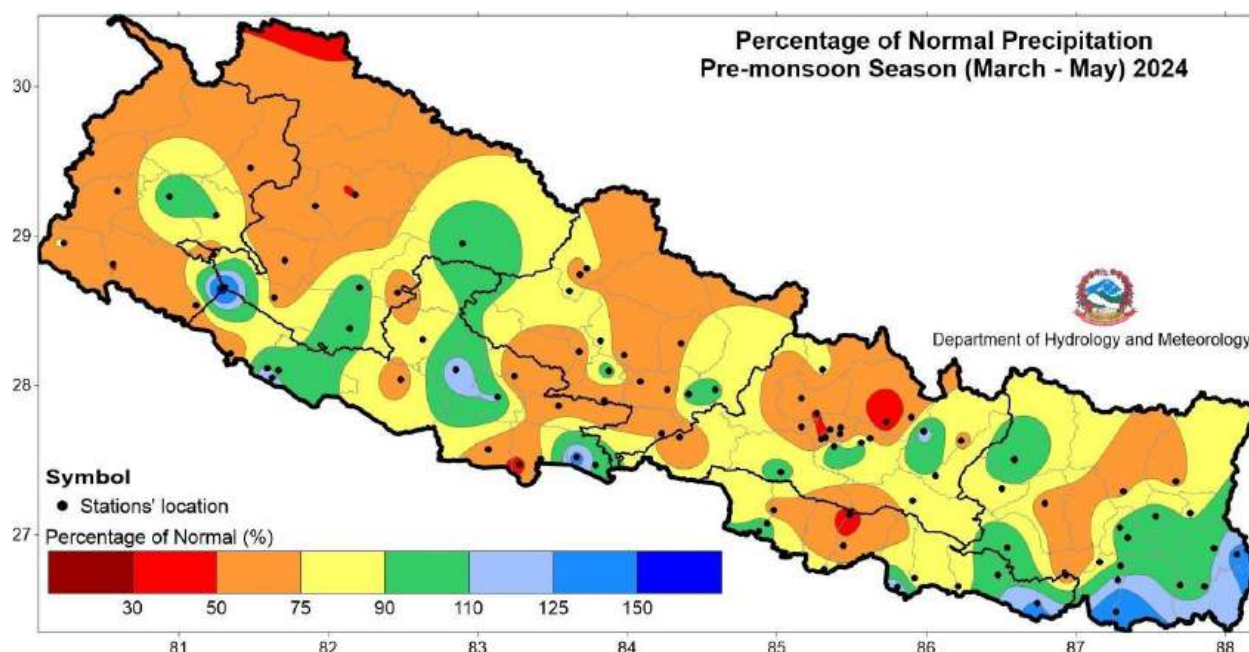 Percentage of Normal Precipitation
Pre-monsoon Season (March - May) 2024
30
29
Department of Hydrology and Meteorology
28
Symbol
Stations' location
27
Percentage of Normal (%)
30 50 75 90 110 125 150
81 82 83 84 85 86 87 88